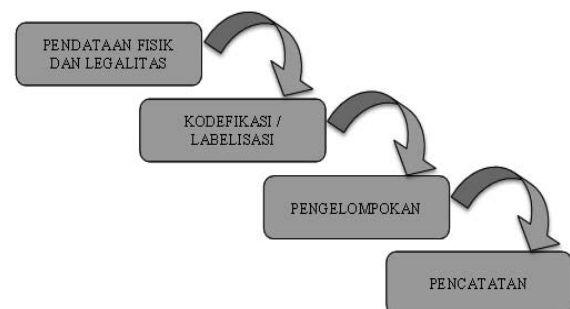 PENDATAAN FISIK
DAN LEGALITAS
KODEFIKASI /
LABELISASI
PENGELOMPOKAN
PENCATATAN